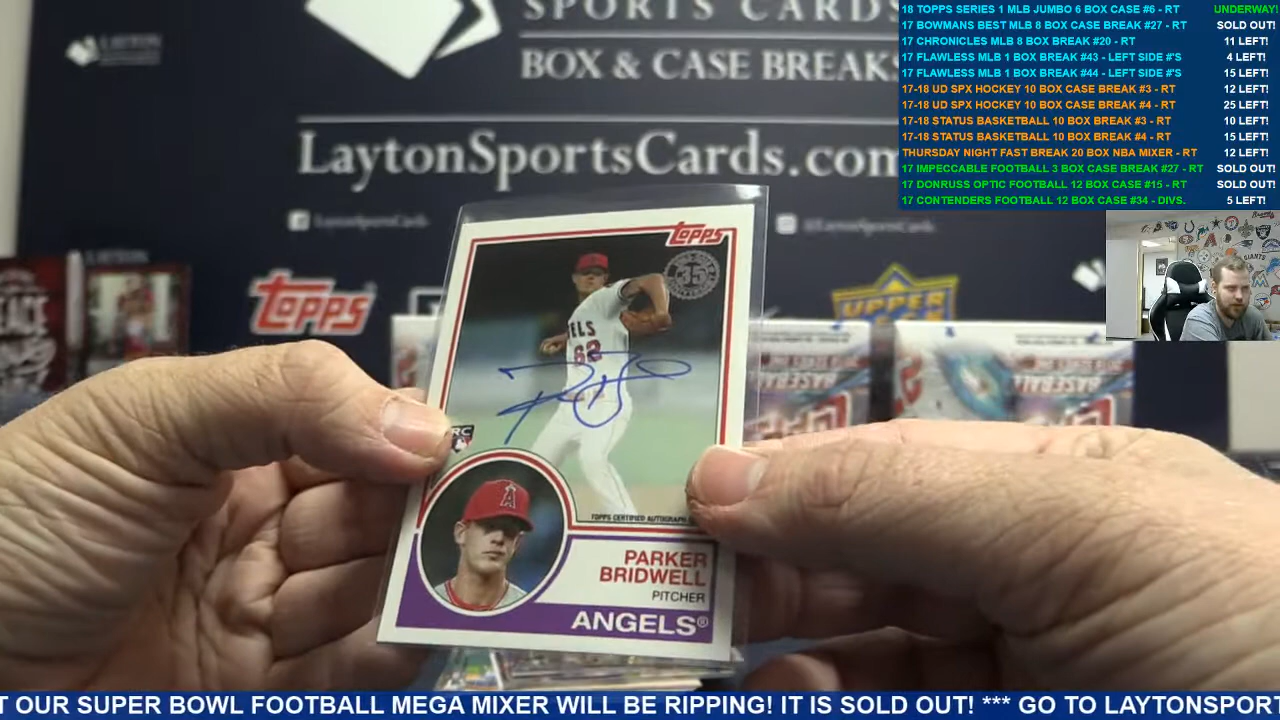 SPORTS CARDS
BOX & CASE BREAKS
LaytonSportsCards.com
LAYTON
18 TOPPS SERIES 1 MLB JUMBO 6 BOX CASE #6 - RT UNDERWAY!
17 BOWMANS BEST MLB 8 BOX CASE BREAK #27 - RT SOLD OUT!
17 CHRONICLES MLB 8 BOX BREAK #20 - RT 11 LEFT!
17 FLAWLESS MLB 1 BOX BREAK #43 - LEFT SIDE #'S 4 LEFT!
17 FLAWLESS MLB 1 BOX BREAK #44 - LEFT SIDE #'S 15 LEFT!
17-18 UD SPX HOCKEY 10 BOX CASE BREAK #3 - RT 12 LEFT!
17-18 UD SPX HOCKEY 10 BOX CASE BREAK #4 - RT 25 LEFT!
17-18 STATUS BASKETBALL 10 BOX BREAK #3 - RT 10 LEFT!
17-18 STATUS BASKETBALL 10 BOX BREAK #4 - RT 15 LEFT!
THURSDAY NIGHT FAST BREAK 20 BOX NBA MIXER - RT 12 LEFT!
17 IMPECCABLE FOOTBALL 3 BOX CASE BREAK #27 - RT SOLD OUT!
17 DONRUSS OPTIC FOOTBALL 12 BOX CASE #15 - RT SOLD OUT!
17 CONTENDERS FOOTBALL 12 BOX CASE #34 - DIVS. 5 LEFT!
TOPPS
UPPER
Topps
35
62
RC
TOPPS CERTIFIED AUTOGRAPH
PARKER
BRIDWELL
PITCHER
ANGELS®
T OUR SUPER BOWL FOOTBALL MEGA MIXER WILL BE RIPPING! IT IS SOLD OUT! *** GO TO LAYTONSPOR